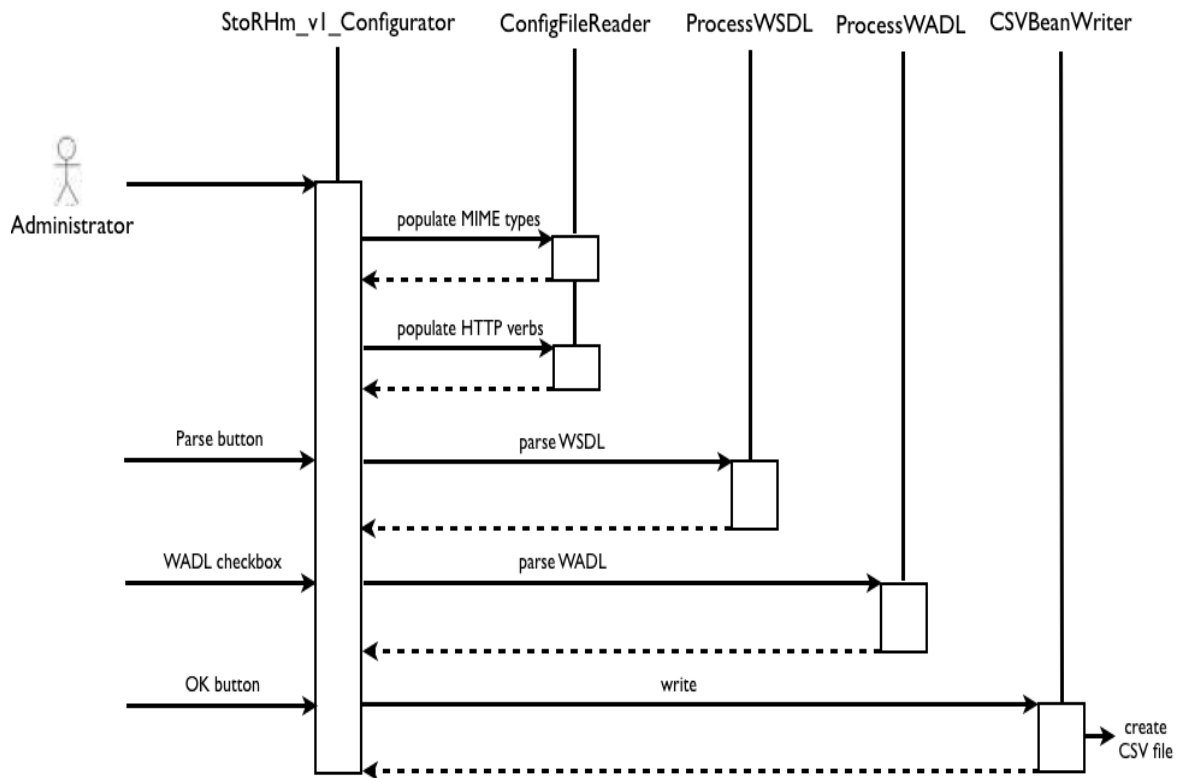 StoRHm_v1_Configurator
ConfigFileReader
ProcessWSDL
ProcessWADL
CSVBeanWriter
Administrator
populate MIME types
populate HTTP verbs
Parse button
parse WSDL
WADL checkbox
parse WADL
OK button
write
create
CSV file